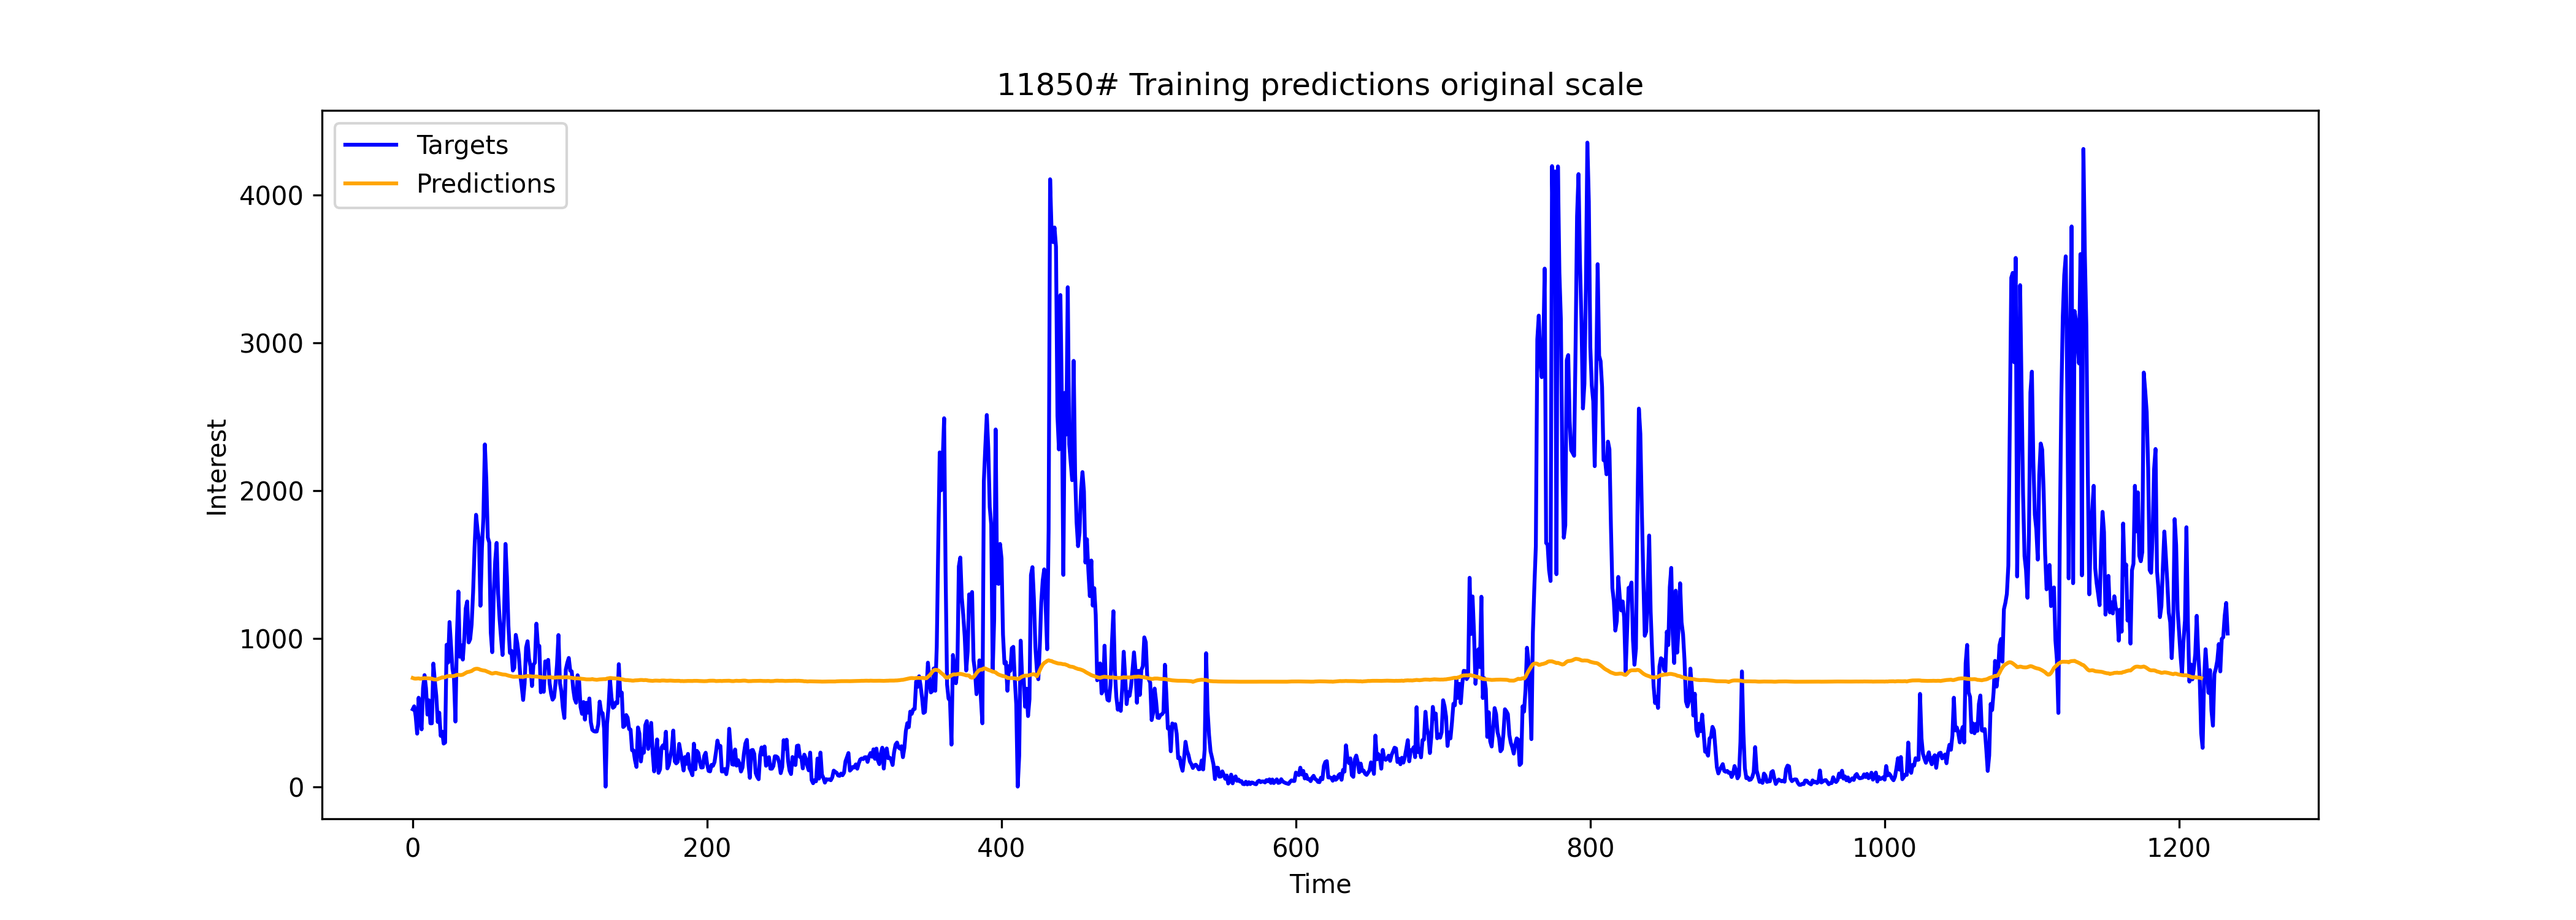 11850# Training predictions original scale
Targets
Predictions
Interest
4000
3000
2000
1000
0
0 200 400 600 800 1000 1200
Time